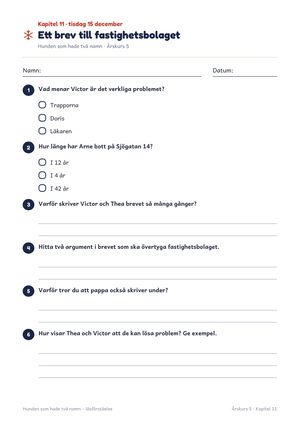 Kapitel 11 · tisdag 15 december
Ett brev till fastighetsbolaget
Hunden som hade två namn · Årskurs 5
Namn:
Datum:
1 Vad menar Victor är det verkliga problemet?
Trapporna
Doris
Läkaren
2 Hur länge har Arne bott på Sjögatan 14?
I 12 år
I 4 år
I 42 år
3 Varför skriver Victor och Thea brevet så många gånger?
4 Hitta två argument i brevet som ska övertyga fastighetsbolaget.
5 Varför tror du att pappa också skriver under?
6 Hur visar Thea och Victor att de kan lösa problem? Ge exempel.
Hunden som hade två namn – läsförståelse
Årskurs 5 · Kapitel 11